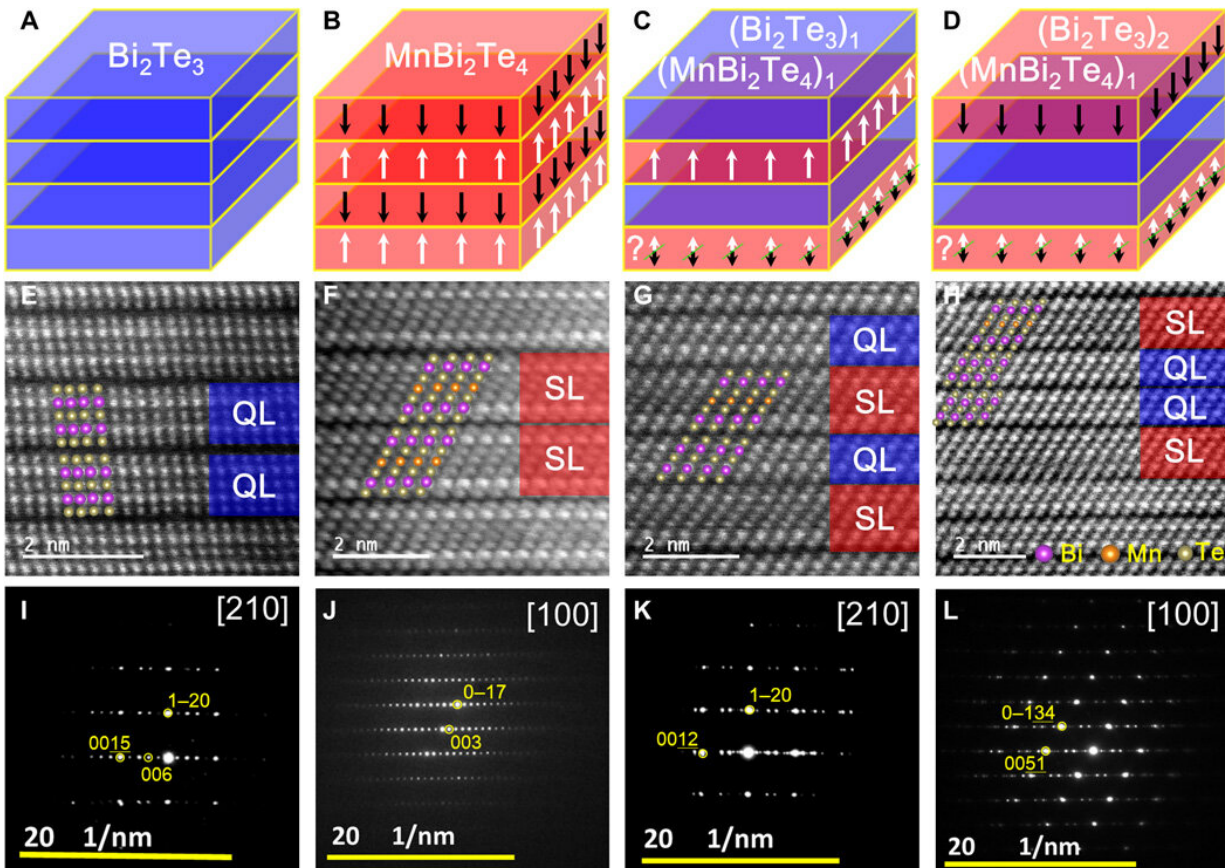 A
Bi₂Te₃
B
MnBi₂Te₄
C
(Bi₂Te₃)₁
(MnBi₂Te₄)₁
?
D
(Bi₂Te₃)₂
(MnBi₂Te₄)₁
?
E
QL
QL
2 nm
F
SL
SL
2 nm
G
QL
SL
QL
SL
2 nm
H
SL
QL
QL
SL
2 nm
Bi Mn Te
I
[210]
1–20
0015
006
20 1/nm
J
[100]
0–17
003
20 1/nm
K
[210]
1–20
0012
20 1/nm
L
[100]
0–134
0051
20 1/nm